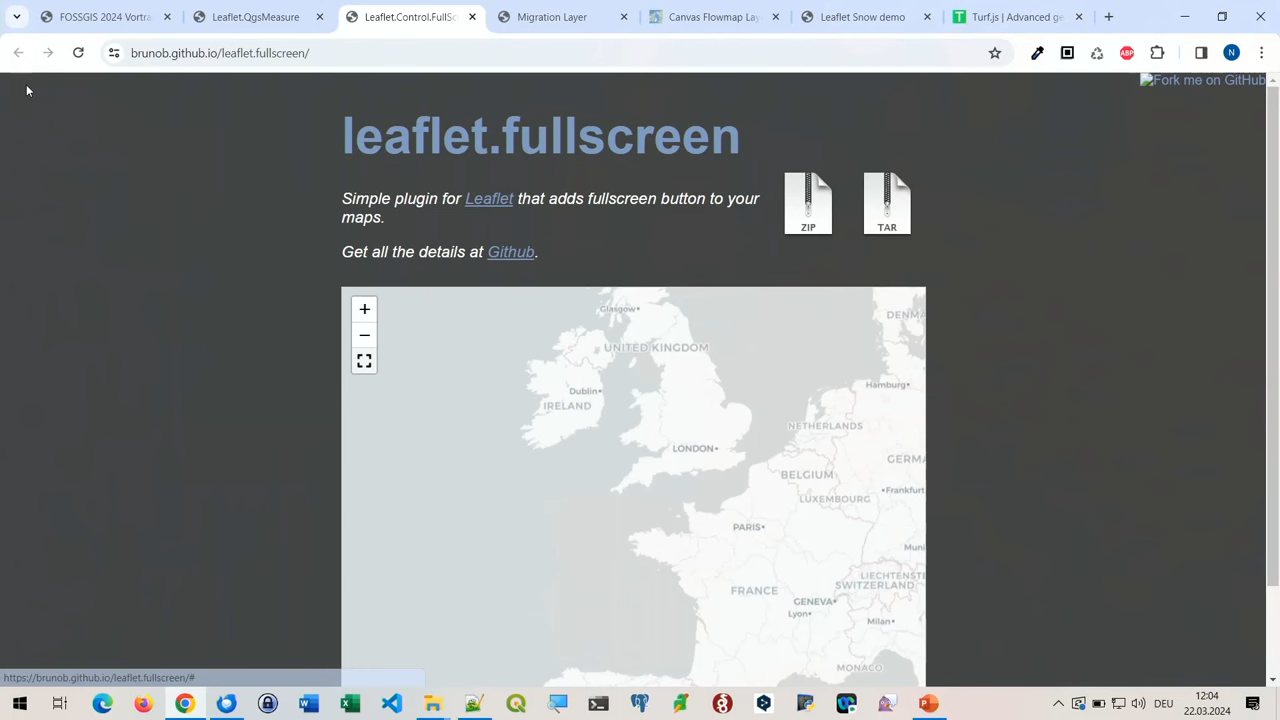 FOSSGIS 2024 Vortra
Leaflet.QgsMeasure
Leaflet.Control.FullSc
Migration Layer
Canvas Flowmap Lay
Leaflet Snow demo
Turf.js | Advanced ge
brunob.github.io/leaflet.fullscreen/
ABP
N
Fork me on GitHub
leaflet.fullscreen
Simple plugin for Leaflet that adds fullscreen button to your
maps.
ZIP
TAR
Get all the details at Github.
+
−
Glasgow
DENMA
UNITED KINGDOM
Hamburg
Dublin
IRELAND
NETHERLANDS
LONDON
GERMA
BELGIUM
Frankfurt
LUXEMBOURG
PARIS
Muni
LIECHTENSTE
SWITZERLAND
FRANCE
GENEVA
Lyon
Milan
MONACO
https://brunob.github.io/leaflet.fullscreen/#
DEU
12:04
22.03.2024